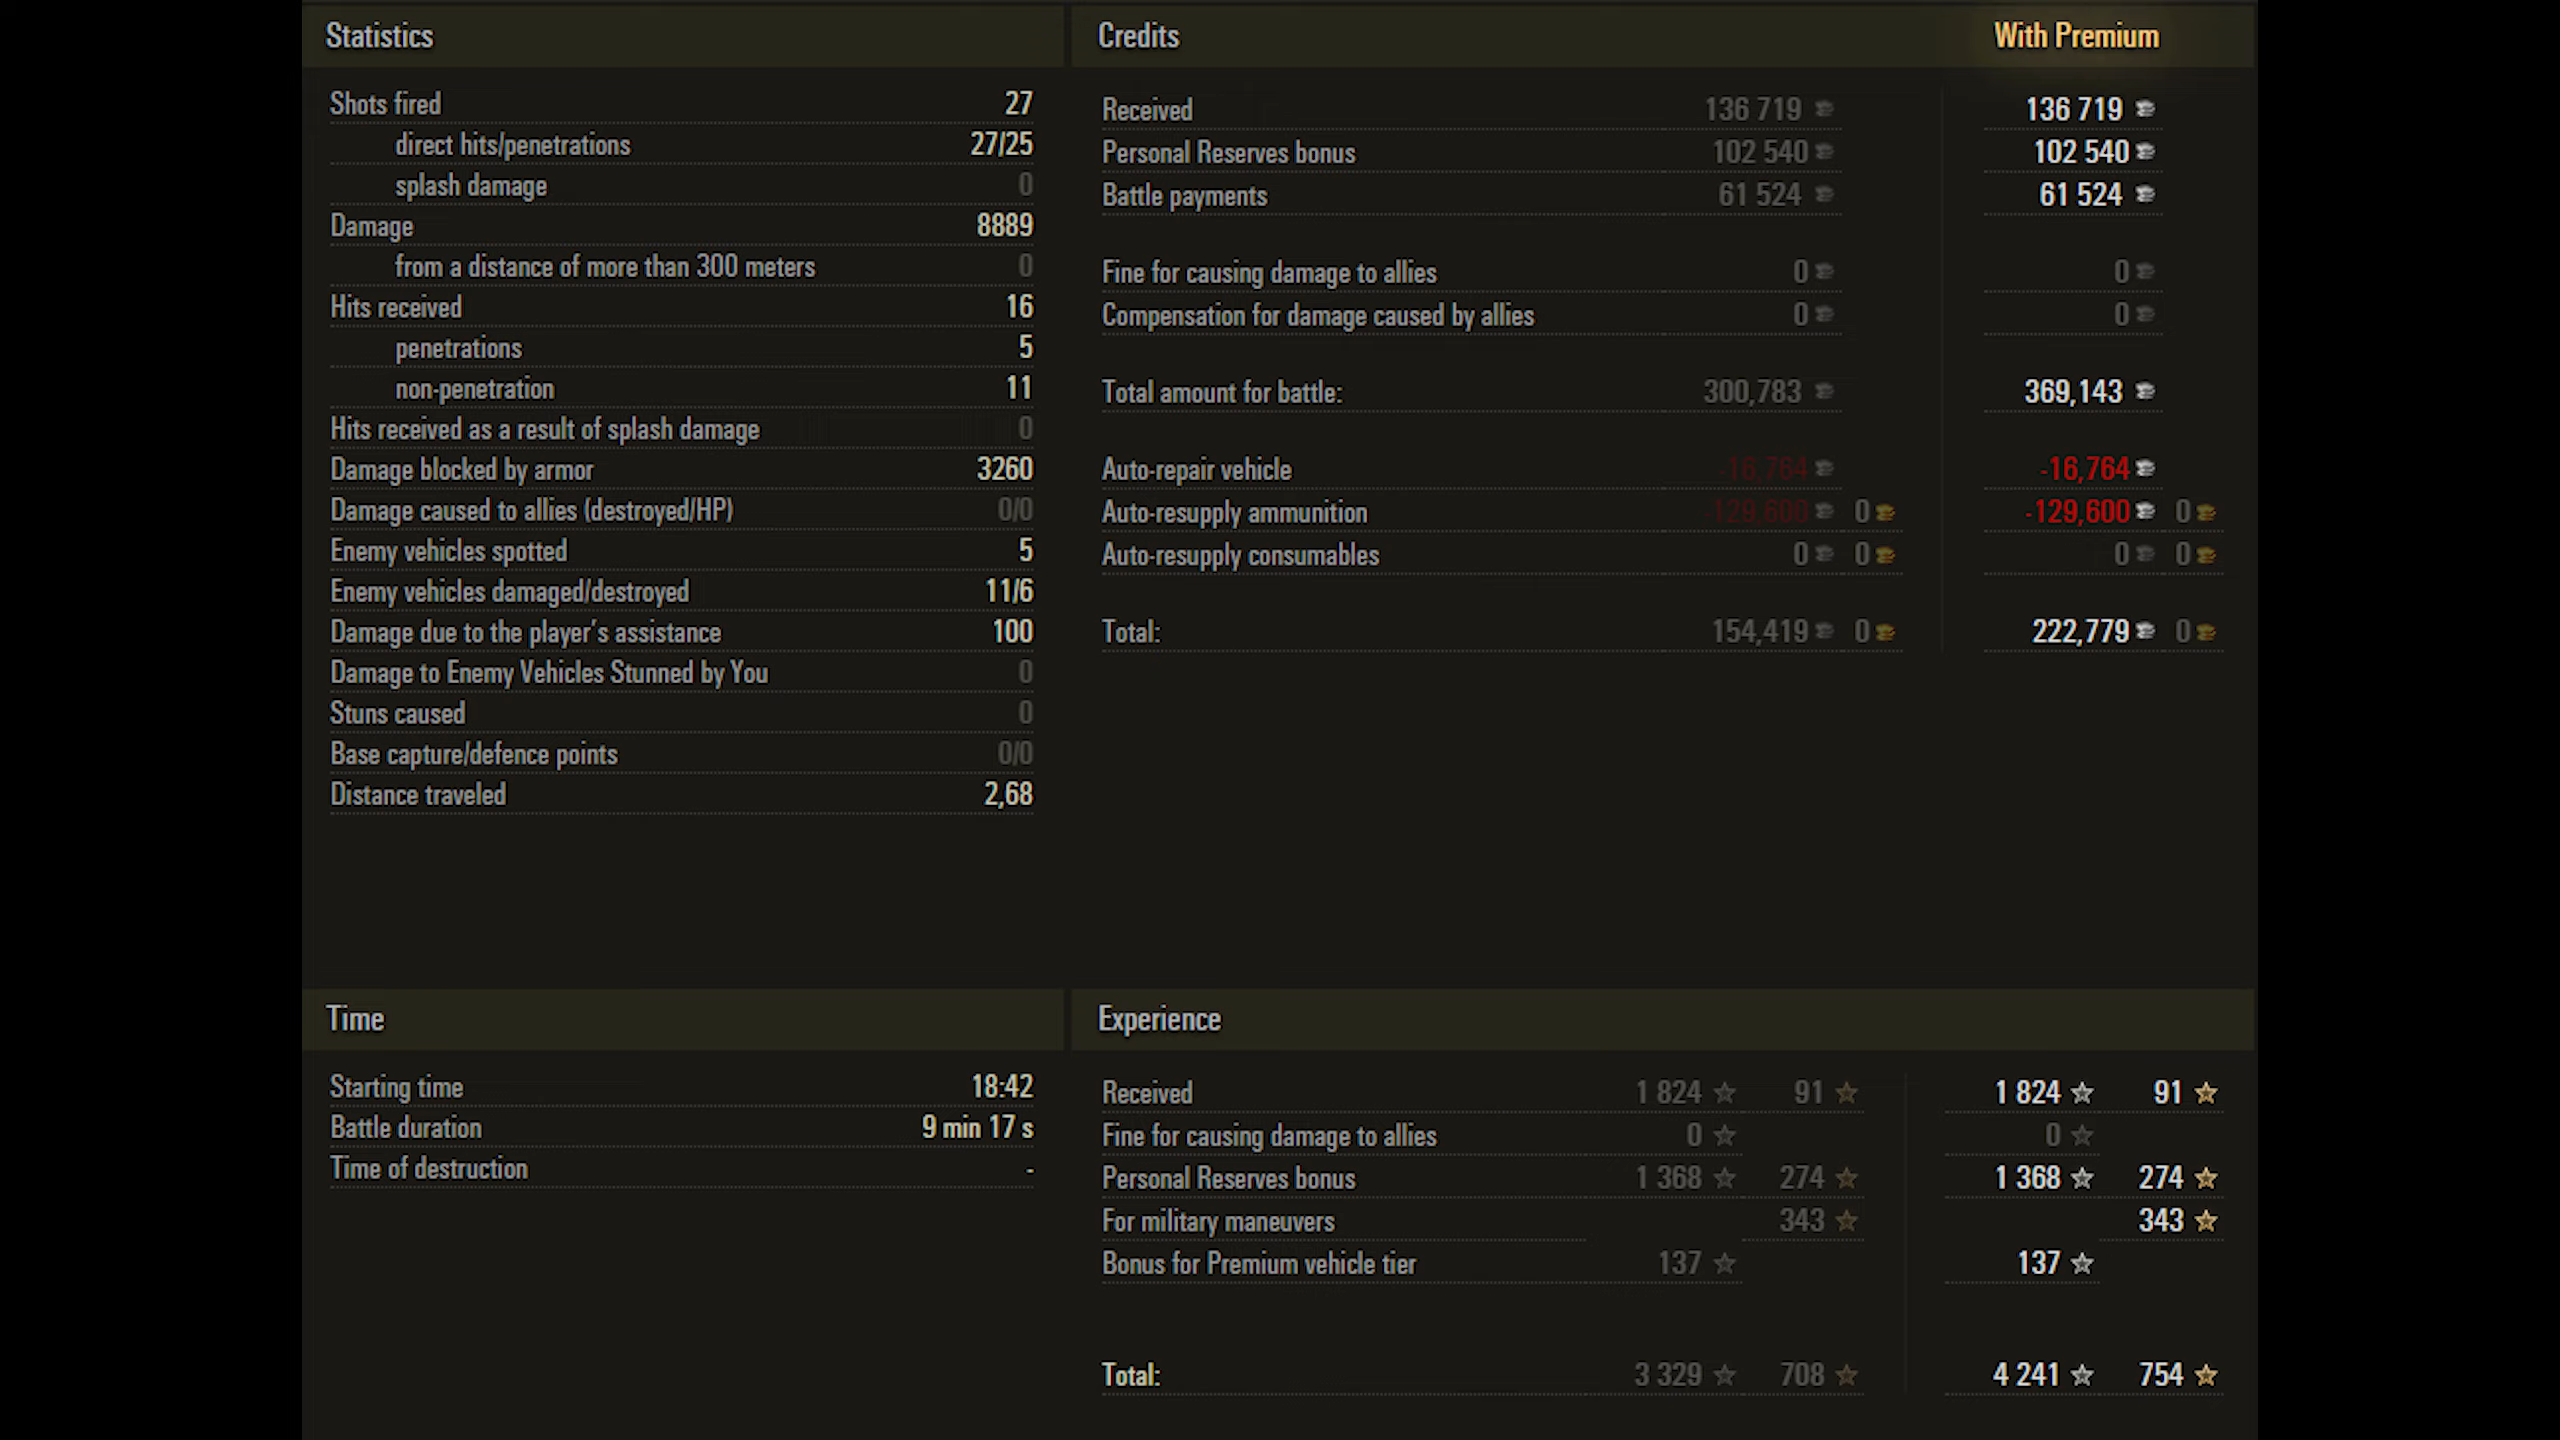 Statistics
Shots fired 27
direct hits/penetrations 27/25
splash damage 0
Damage 8889
from a distance of more than 300 meters 0
Hits received 16
penetrations 5
non-penetration 11
Hits received as a result of splash damage 0
Damage blocked by armor 3260
Damage caused to allies (destroyed/HP) 0/0
Enemy vehicles spotted 5
Enemy vehicles damaged/destroyed 11/6
Damage due to the player's assistance 100
Damage to Enemy Vehicles Stunned by You 0
Stuns caused 0
Base capture/defence points 0/0
Distance traveled 2,68
Credits With Premium
Received 136 719 136 719
Personal Reserves bonus 102 540 102 540
Battle payments 61 524 61 524
Fine for causing damage to allies 0 0
Compensation for damage caused by allies 0 0
Total amount for battle: 300,783 369,143
Auto-repair vehicle -16,764 -16,764
Auto-resupply ammunition -129,600 0 -129,600 0
Auto-resupply consumables 0 0 0 0
Total: 154,419 0 222,779 0
Time
Starting time 18:42
Battle duration 9 min 17 s
Time of destruction -
Experience
Received 1 824 91 1 824 91
Fine for causing damage to allies 0 0
Personal Reserves bonus 1 368 274 1 368 274
For military maneuvers 343 343
Bonus for Premium vehicle tier 137 137
Total: 3 329 708 4 241 754